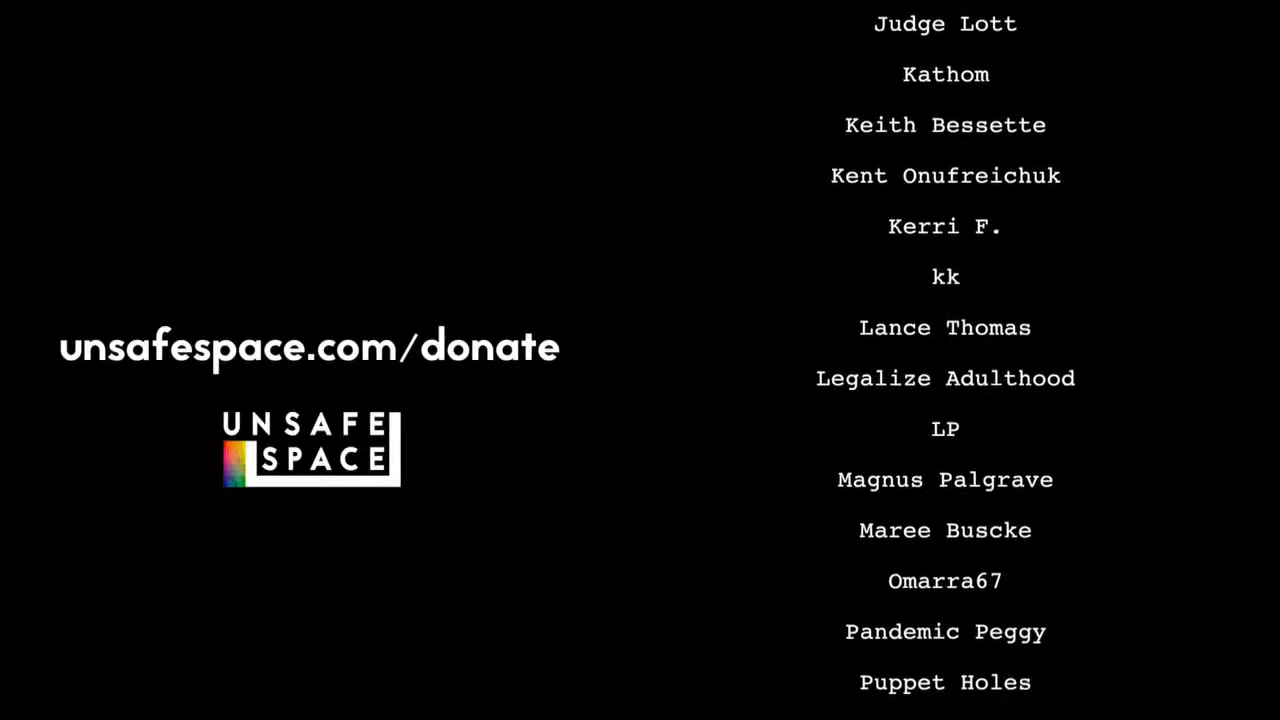 unsafespace.com/donate
UNSAFE
SPACE
Judge Lott
Kathom
Keith Bessette
Kent Onufreichuk
Kerri F.
kk
Lance Thomas
Legalize Adulthood
LP
Magnus Palgrave
Maree Buscke
Omarra67
Pandemic Peggy
Puppet Holes